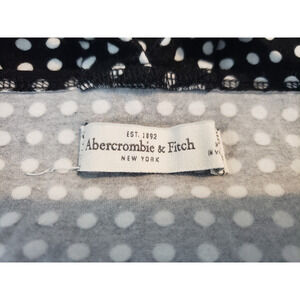 EST. 1892
Abercrombie & Fitch
NEW YORK